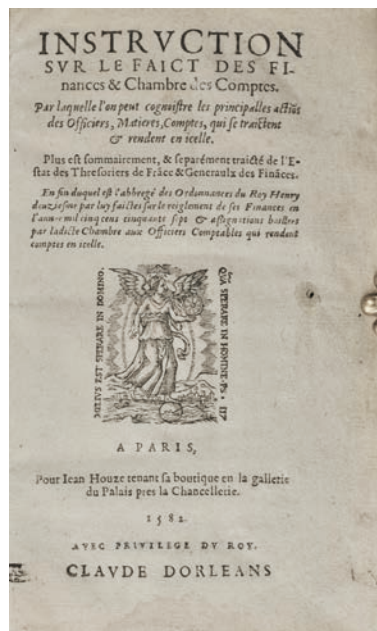 INSTRVCTION
SVR LE FAICT DES FI-
nances & Chambre des Comptes.
Par laquelle l'on peut cognoiſtre les principalles actiõs
des Officiers, Matieres, Comptes, qui ſe traictent
& rendent en icelle.
Plus eſt ſommairement, & ſeparément traicté de l'E-
ſtat des Threſoriers de Frãce & Generaulx des Finãces.
En fin duquel eſt l'abbregé des Ordonnances du Roy Henry
deuzieſme par luy faictes ſur le reiglement de ſes Finances en
l'annee mil cinq cens cinquante ſept & aſſignations baillees
par ladicte Chambre aux Officiers Comptables qui rendent
comptes en icelle.
MELIVS EST SPERARE IN DOMINO,
QVA SPERARE IN HOMINE. PS. 117
A PARIS,
Pour Iean Houzé tenant ſa boutique en la gallerie
du Palais pres la Chancellerie.
1582.
AVEC PRIVILEGE DV ROY.
CLAVDE DORLEANS